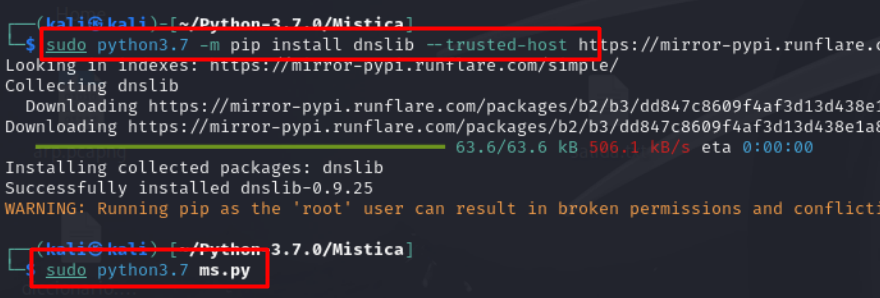 ┌──(kali㉿kali)-[~/Python-3.7.0/Mistica]
└─$ sudo python3.7 -m pip install dnslib --trusted-host https://mirror-pypi.runflare.c
Looking in indexes: https://mirror-pypi.runflare.com/simple/
Collecting dnslib
  Downloading https://mirror-pypi.runflare.com/packages/b2/b3/dd847c8609f4af3d13d438e1
Downloading https://mirror-pypi.runflare.com/packages/b2/b3/dd847c8609f4af3d13d438e1a8
63.6/63.6 kB 506.1 kB/s eta 0:00:00
Installing collected packages: dnslib
Successfully installed dnslib-0.9.25
WARNING: Running pip as the 'root' user can result in broken permissions and conflicti
┌──(kali㉿kali)-[~/Python-3.7.0/Mistica]
└─$ sudo python3.7 ms.py